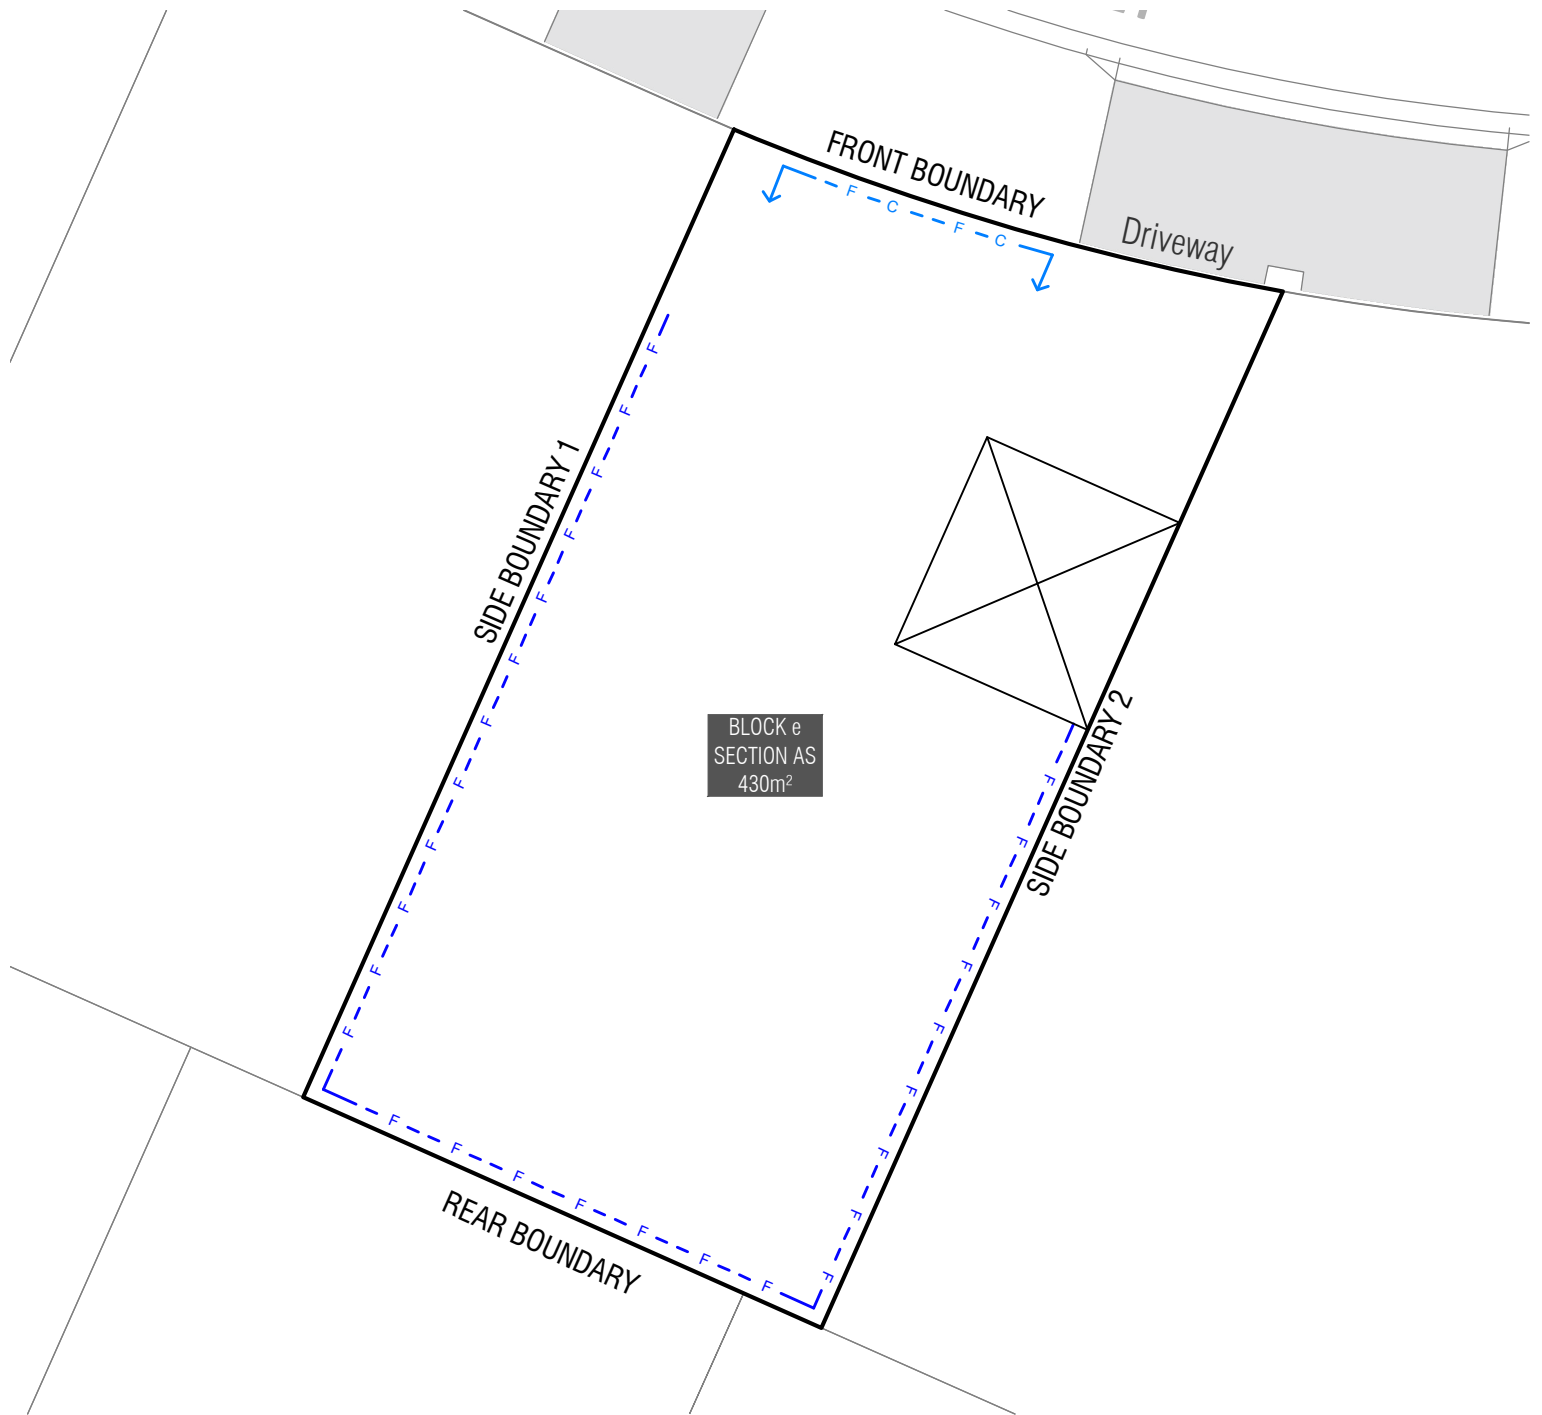 FRONT BOUNDARY
F C F C
Driveway
SIDE BOUNDARY 1
F F F F F F F F F F F F
BLOCK e
SECTION AS
430m²
SIDE BOUNDARY 2
F F F F F F F F F
F F F F F F F
REAR BOUNDARY